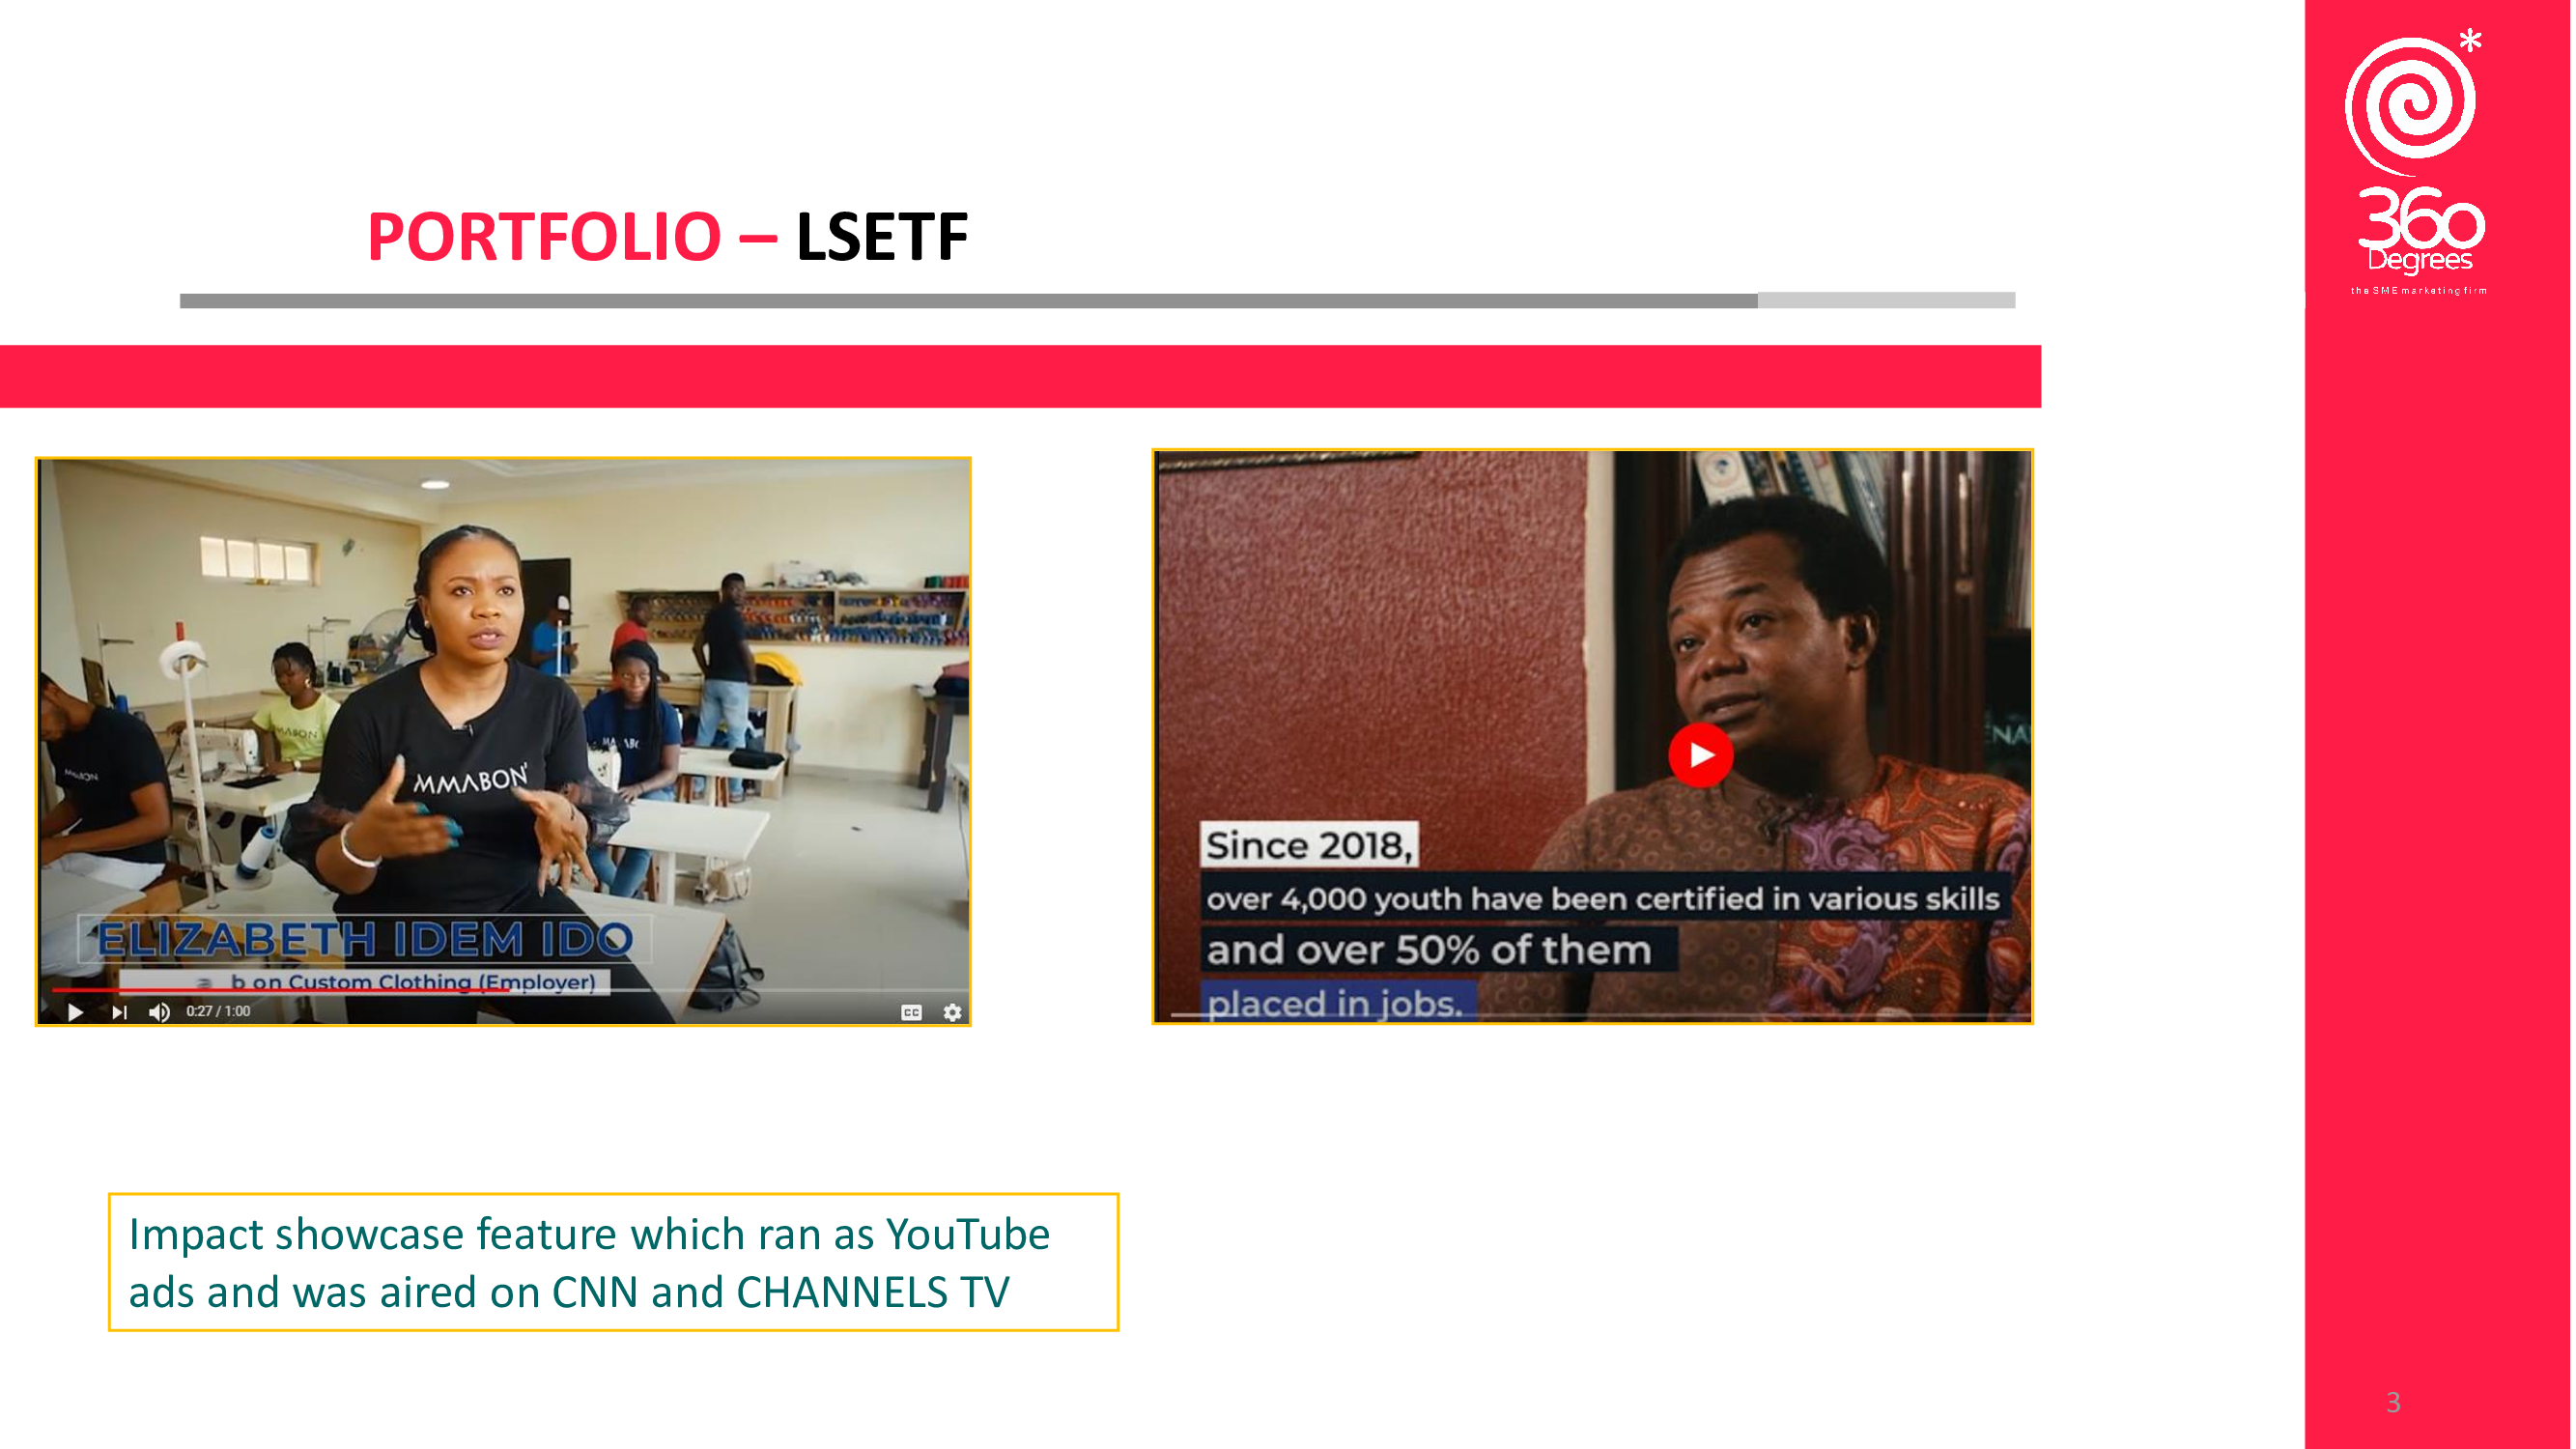 *
360
Degrees
the SME marketing firm
PORTFOLIO – LSETF
MMABON'
MMABON
ELIZABETH IDEM IDO
b on Custom Clothing (Employer)
0:27 / 1:00
CC
Since 2018,
over 4,000 youth have been certified in various skills
and over 50% of them
placed in jobs.
Impact showcase feature which ran as YouTube
ads and was aired on CNN and CHANNELS TV
3